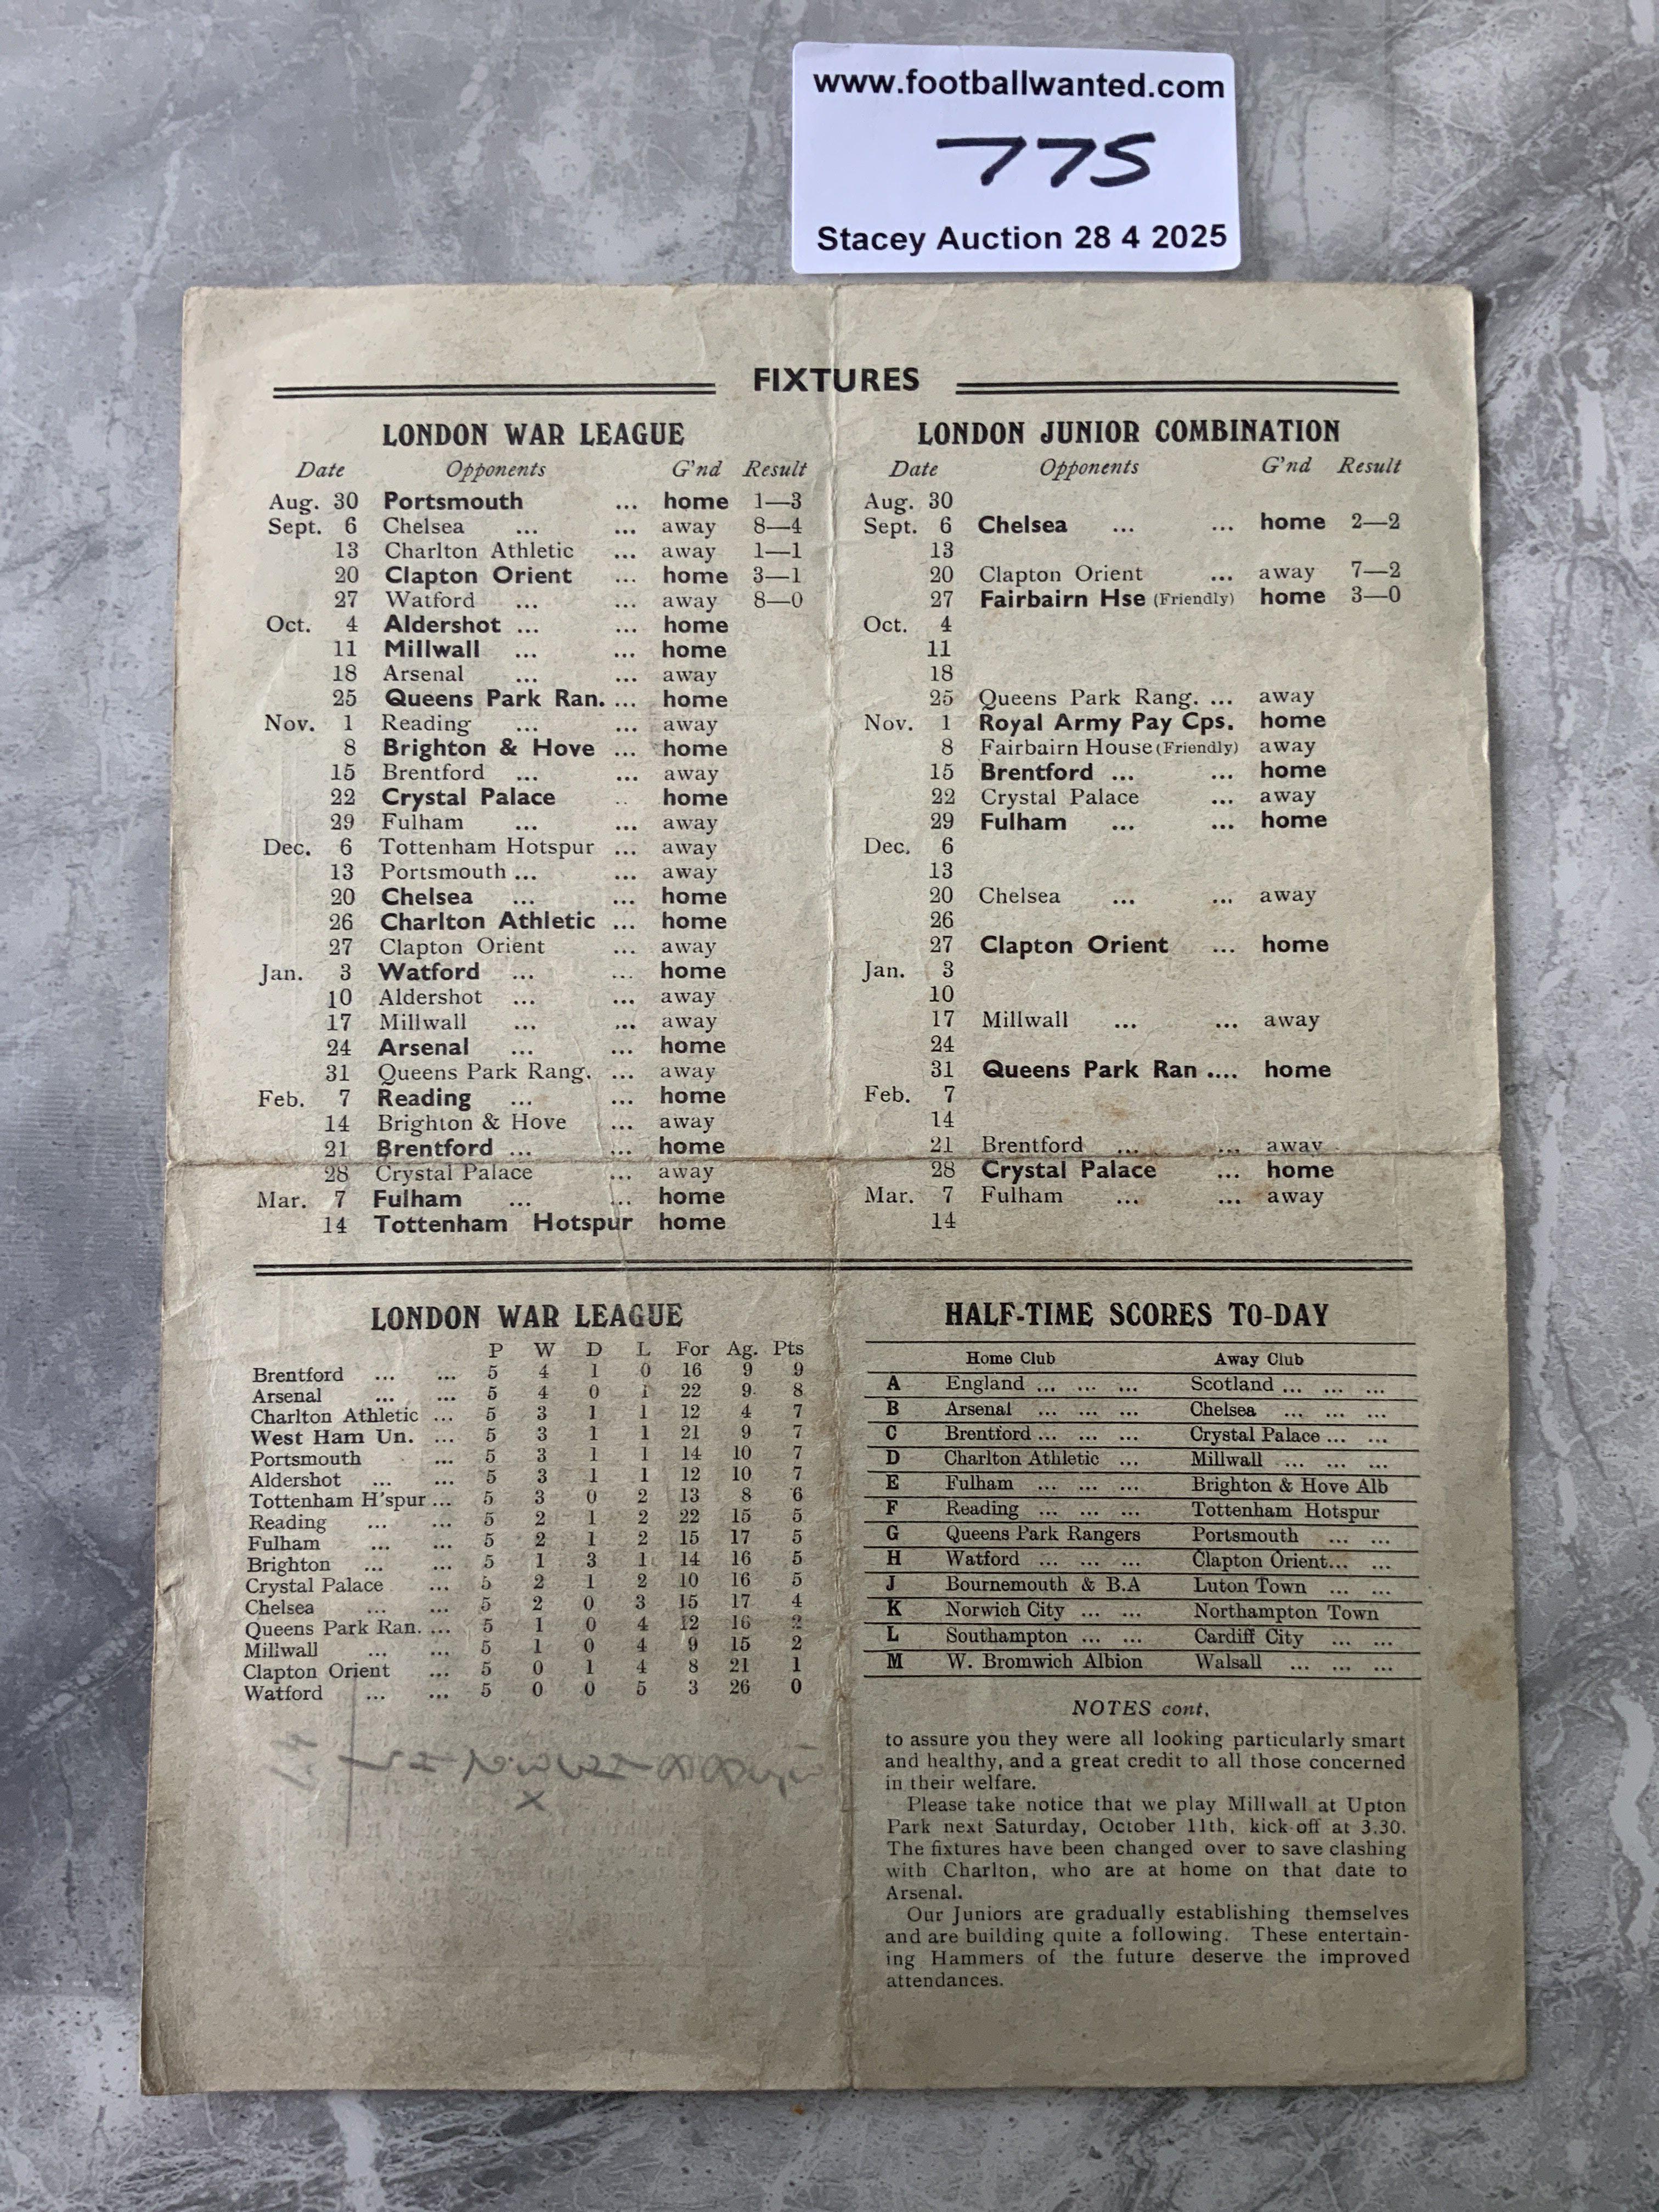 www.footballwanted.com
775
Stacey Auction 28 4 2025
FIXTURES
LONDON WAR LEAGUE
Date Opponents G'nd Result
Aug. 30 Portsmouth ... home 1—3
Sept. 6 Chelsea ... ... away 8—4
13 Charlton Athletic ... away 1—1
20 Clapton Orient ... home 3—1
27 Watford ... ... away 8—0
Oct. 4 Aldershot ... ... home
11 Millwall ... ... home
18 Arsenal ... ... away
25 Queens Park Ran. ... home
Nov. 1 Reading ... ... away
8 Brighton & Hove ... home
15 Brentford ... ... away
22 Crystal Palace .. home
29 Fulham ... ... away
Dec. 6 Tottenham Hotspur ... away
13 Portsmouth ... ... away
20 Chelsea ... ... home
26 Charlton Athletic ... home
27 Clapton Orient ... away
Jan. 3 Watford ... ... home
10 Aldershot ... ... away
17 Millwall ... ... away
24 Arsenal ... ... home
31 Queens Park Rang. ... away
Feb. 7 Reading ... ... home
14 Brighton & Hove ... away
21 Brentford ... ... home
28 Crystal Palace ... away
Mar. 7 Fulham ... ... home
14 Tottenham Hotspur home
LONDON JUNIOR COMBINATION
Date Opponents G'nd Result
Aug. 30
Sept. 6 Chelsea ... ... home 2—2
13
20 Clapton Orient ... away 7—2
27 Fairbairn Hse (Friendly) home 3—0
Oct. 4
11
18
25 Queens Park Rang. ... away
Nov. 1 Royal Army Pay Cps. home
8 Fairbairn House (Friendly) away
15 Brentford ... ... home
22 Crystal Palace ... away
29 Fulham ... ... home
Dec. 6
13
20 Chelsea ... ... away
26
27 Clapton Orient ... home
Jan. 3
10
17 Millwall ... ... away
24
31 Queens Park Ran .... home
Feb. 7
14
21 Brentford ... ... away
28 Crystal Palace ... home
Mar. 7 Fulham ... ... away
14
LONDON WAR LEAGUE
P W D L For Ag. Pts
Brentford ... ... 5 4 1 0 16 9 9
Arsenal ... ... 5 4 0 1 22 9 8
Charlton Athletic ... 5 3 1 1 12 4 7
West Ham Un. ... 5 3 1 1 21 9 7
Portsmouth ... 5 3 1 1 14 10 7
Aldershot ... ... 5 3 1 1 12 10 7
Tottenham H'spur ... 5 3 0 2 13 8 6
Reading ... ... 5 2 1 2 22 15 5
Fulham ... ... 5 2 1 2 15 17 5
Brighton ... ... 5 1 3 1 14 16 5
Crystal Palace ... 5 2 1 2 10 16 5
Chelsea ... ... 5 2 0 3 15 17 4
Queens Park Ran. ... 5 1 0 4 12 16 2
Millwall ... ... 5 1 0 4 9 15 2
Clapton Orient ... 5 0 1 4 8 21 1
Watford ... ... 5 0 0 5 3 26 0
HALF-TIME SCORES TO-DAY
Home Club Away Club
A England ... ... ... Scotland ... ... ...
B Arsenal ... ... ... Chelsea ... ... ...
C Brentford ... ... ... Crystal Palace ... ...
D Charlton Athletic ... Millwall ... ... ...
E Fulham ... ... ... Brighton & Hove Alb
F Reading ... ... ... Tottenham Hotspur
G Queens Park Rangers Portsmouth ... ...
H Watford ... ... ... Clapton Orient... ...
J Bournemouth & B.A Luton Town ... ...
K Norwich City ... ... Northampton Town
L Southampton ... ... Cardiff City ... ...
M W. Bromwich Albion Walsall ... ... ...
NOTES cont.
to assure you they were all looking particularly smart
and healthy, and a great credit to all those concerned
in their welfare.
Please take notice that we play Millwall at Upton
Park next Saturday, October 11th, kick-off at 3.30.
The fixtures have been changed over to save clashing
with Charlton, who are at home on that date to
Arsenal.
Our Juniors are gradually establishing themselves
and are building quite a following. These entertain-
ing Hammers of the future deserve the improved
attendances.